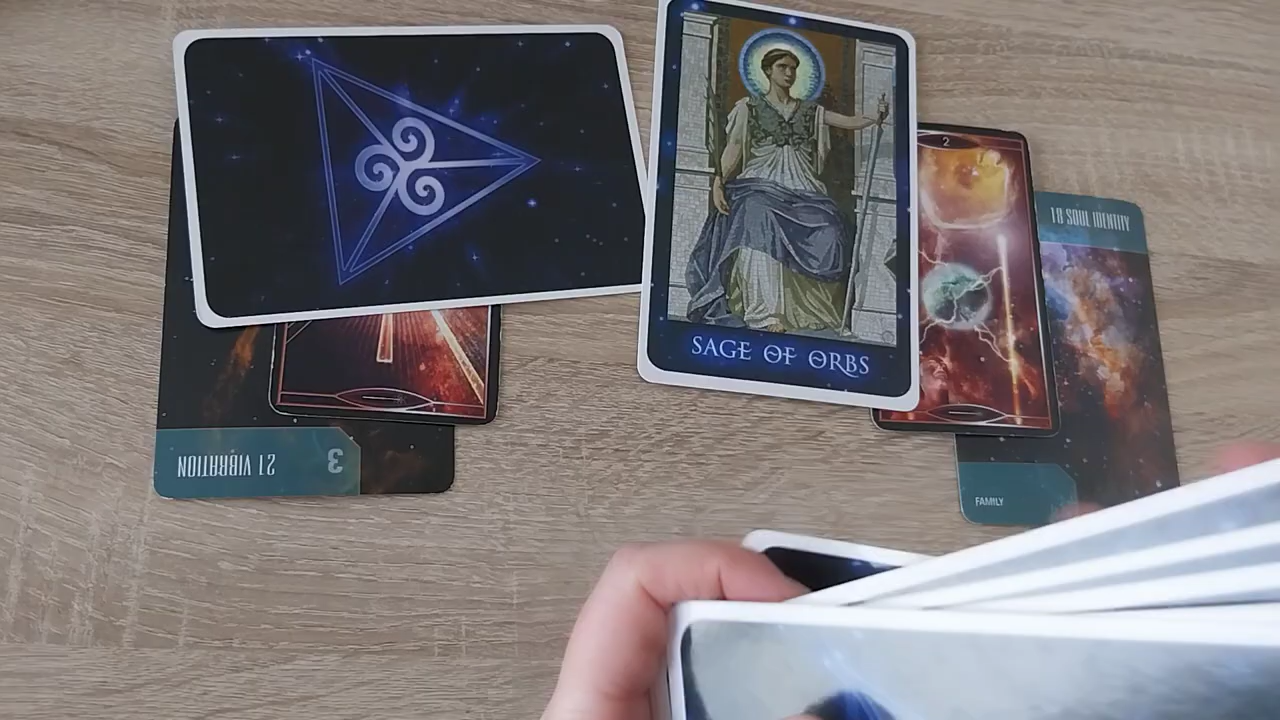 SAGE OF ORBS
2
18 SOUL IDENTITY
FAMILY
21 VIBRATION
3